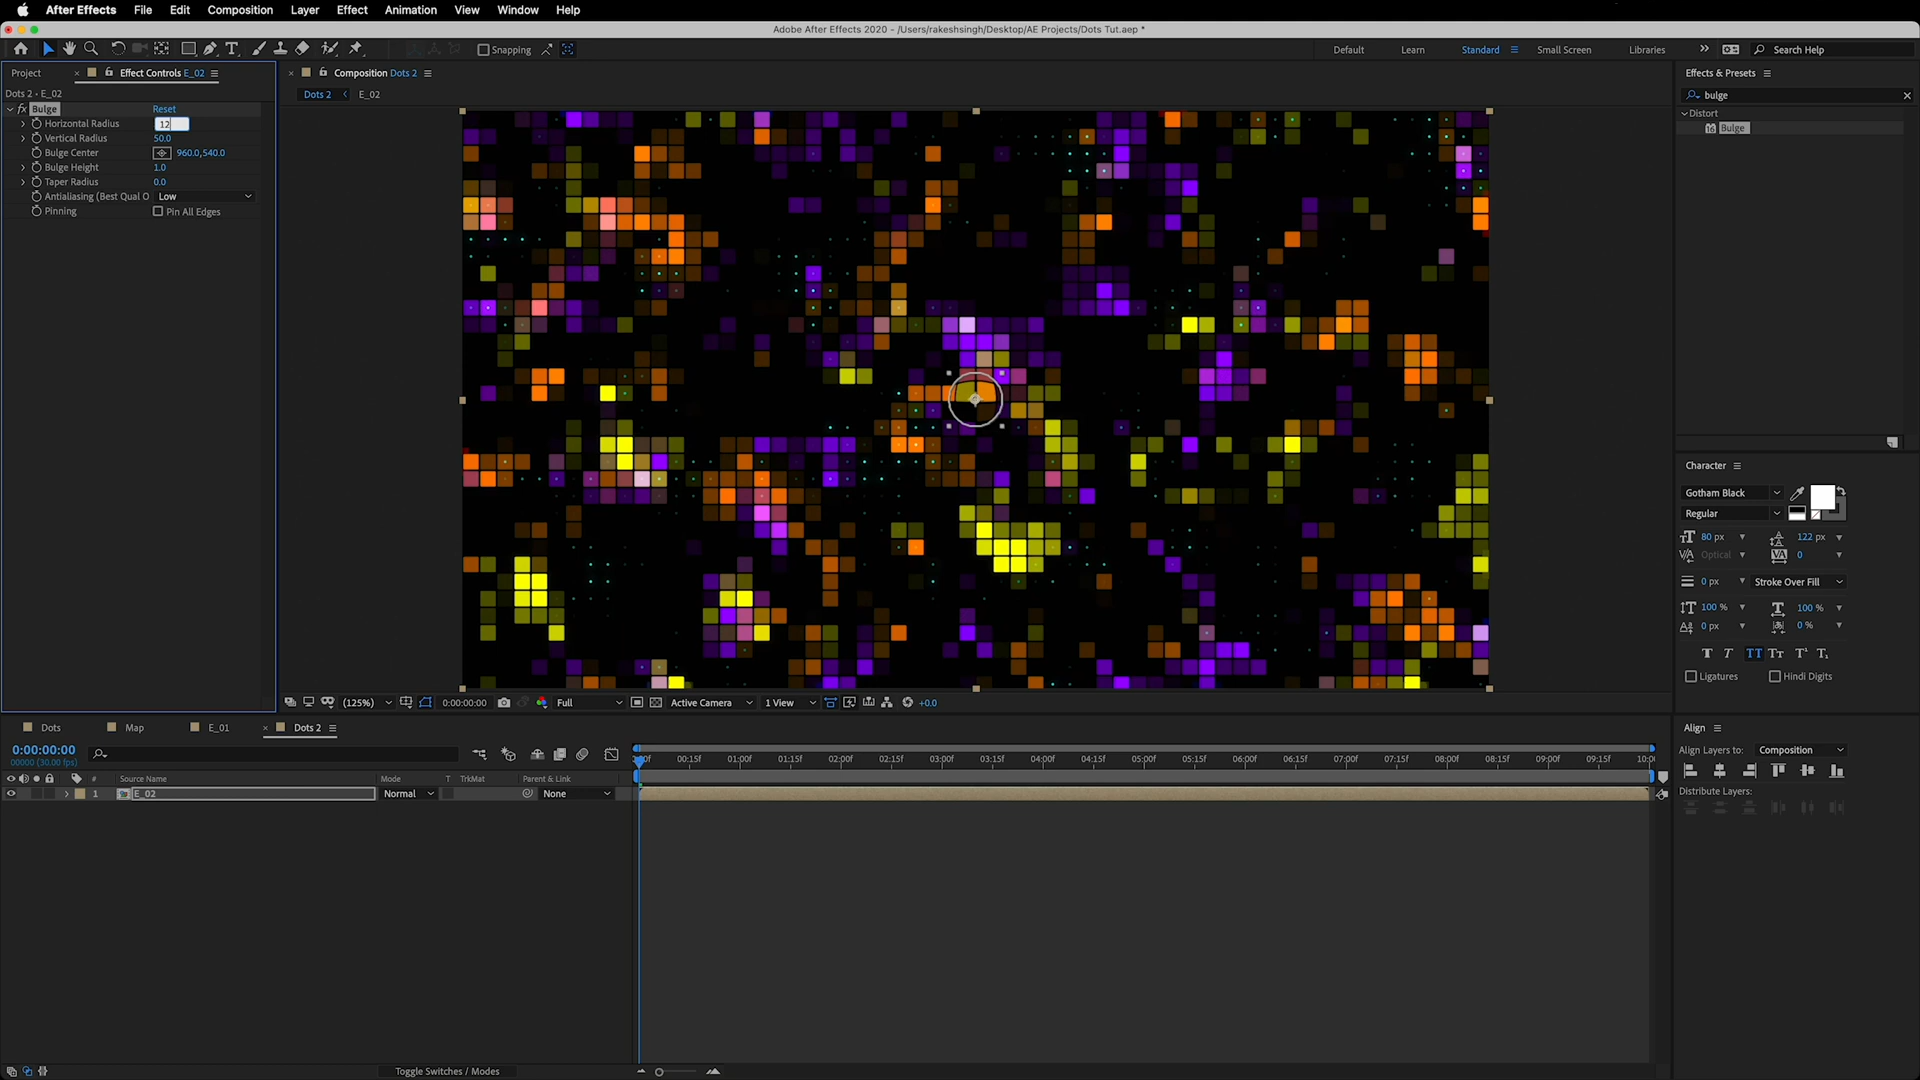 After Effects File Edit Composition Layer Effect Animation View Window Help
Adobe After Effects 2020 - /Users/rakeshsingh/Desktop/AE Projects/Dots Tut.aep *
Snapping
Default Learn Standard Small Screen Libraries Search Help
Project Effect Controls E_02
Composition Dots 2
Effects & Presets
Dots 2 • E_02
Dots 2 E_02
bulge
fx Bulge Reset
Horizontal Radius 12
Vertical Radius 50.0
Bulge Center 960.0,540.0
Bulge Height 1.0
Taper Radius 0.0
Antialiasing (Best Qual O Low
Pinning Pin All Edges
Distort
Bulge
Character
Gotham Black
Regular
80 px 122 px
Optical 0
0 px Stroke Over Fill
100 % 100 %
0 px 0 %
T T TT Tr T¹ T₁
Ligatures Hindi Digits
(125%) 0:00:00:00 Full Active Camera 1 View +0.0
Dots Map E_01 Dots 2
0:00:00:00
00000 (30.00 fps)
# Source Name Mode T TrkMat Parent & Link
00:15f 01:00f 01:15f 02:00f 02:15f 03:00f 03:15f 04:00f 04:15f 05:00f 05:15f 06:00f 06:15f 07:00f 07:15f 08:00f 08:15f 09:00f 09:15f 10:0
1 E_02 Normal None
Align
Align Layers to: Composition
Distribute Layers:
Toggle Switches / Modes